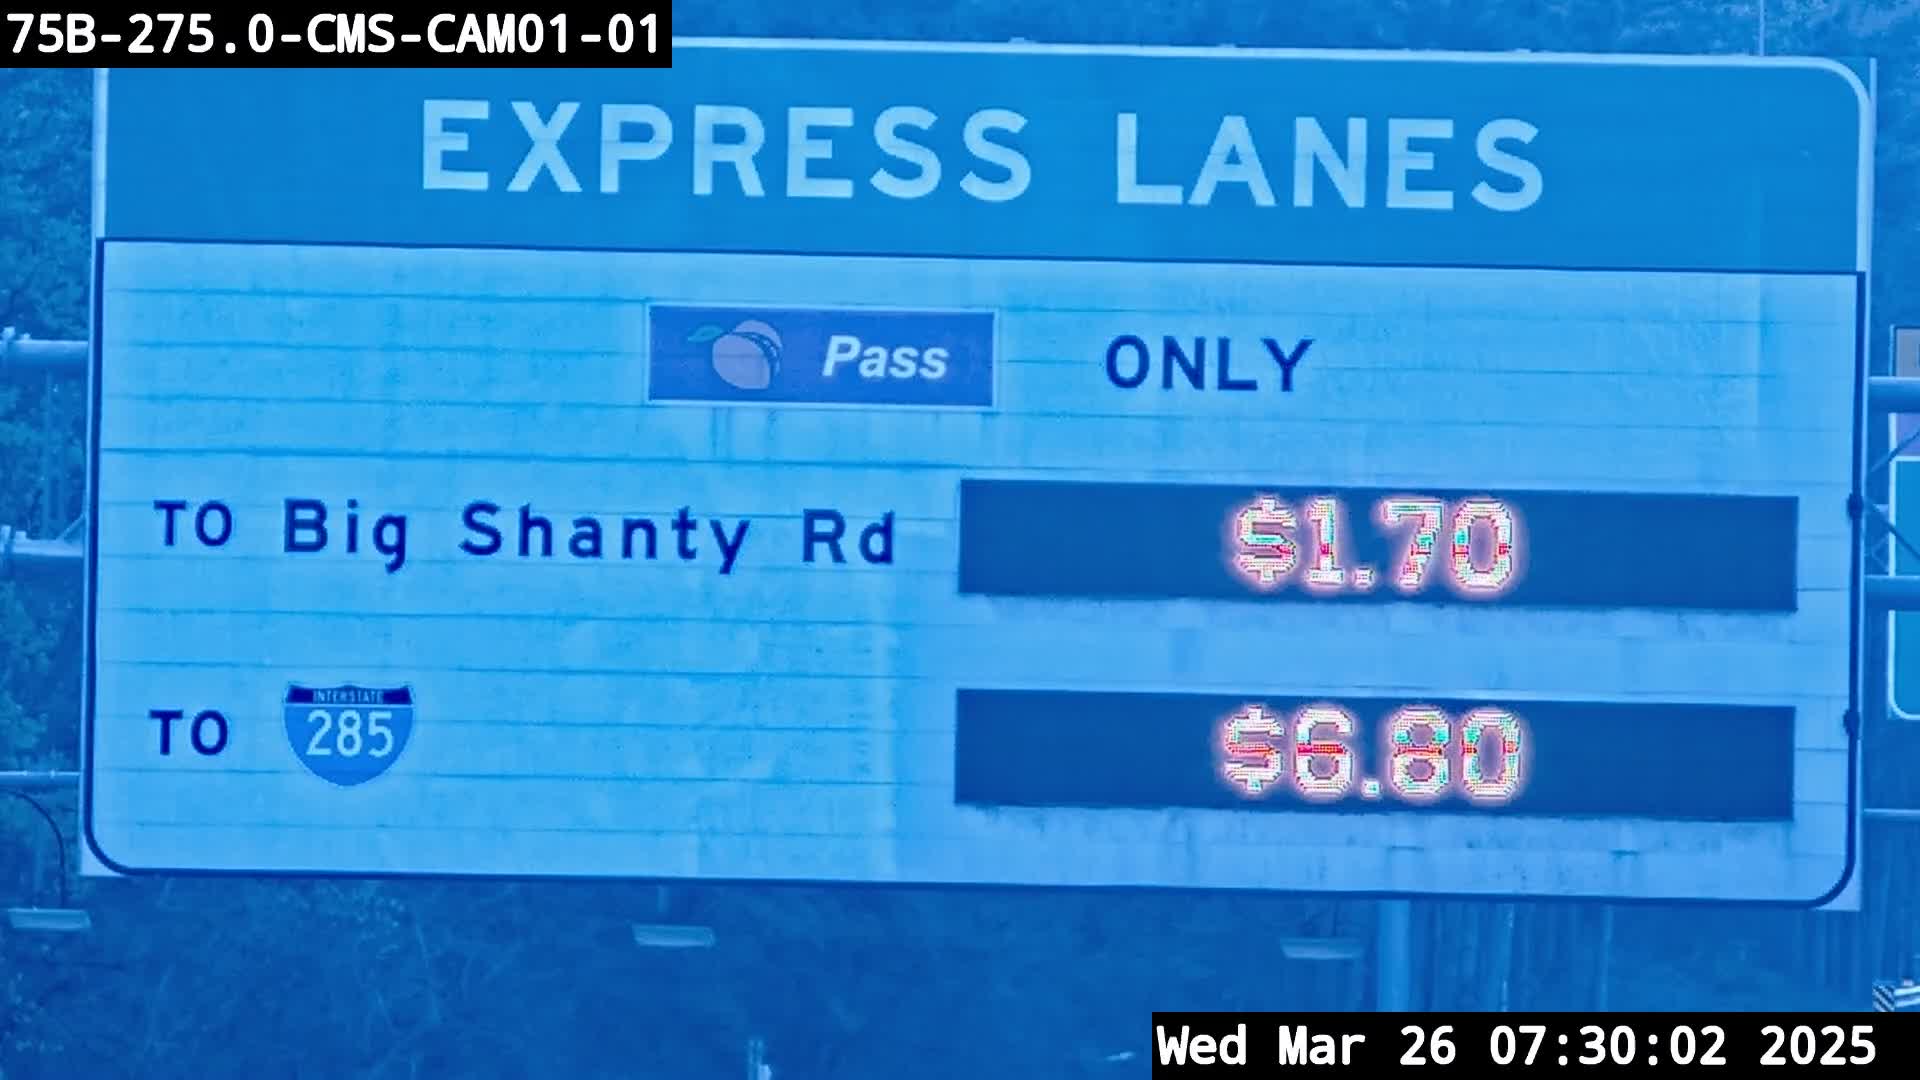 75B-275.0-CMS-CAM01-01
EXPRESS LANES
Pass ONLY
TO Big Shanty Rd $1.70
TO INTERSTATE 285 $6.80
Wed Mar 26 07:30:02 2025